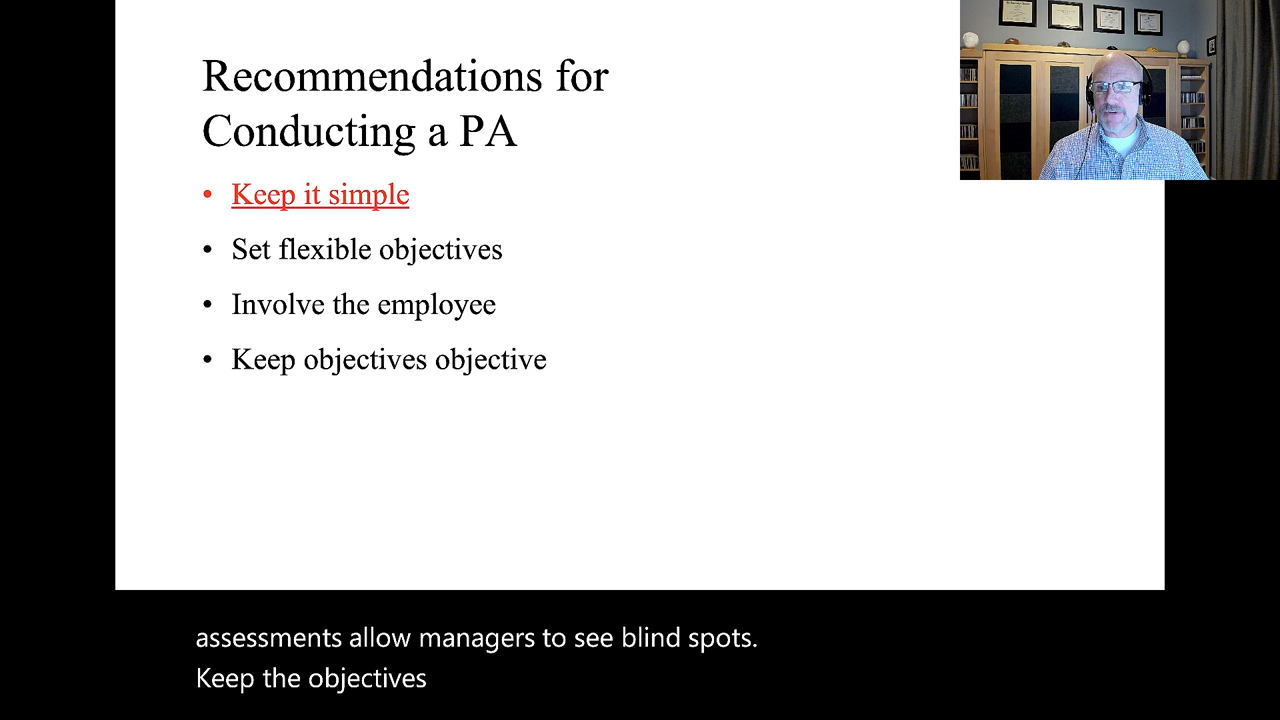 Recommendations for
Conducting a PA
• Keep it simple
• Set flexible objectives
• Involve the employee
• Keep objectives objective
assessments allow managers to see blind spots.
Keep the objectives